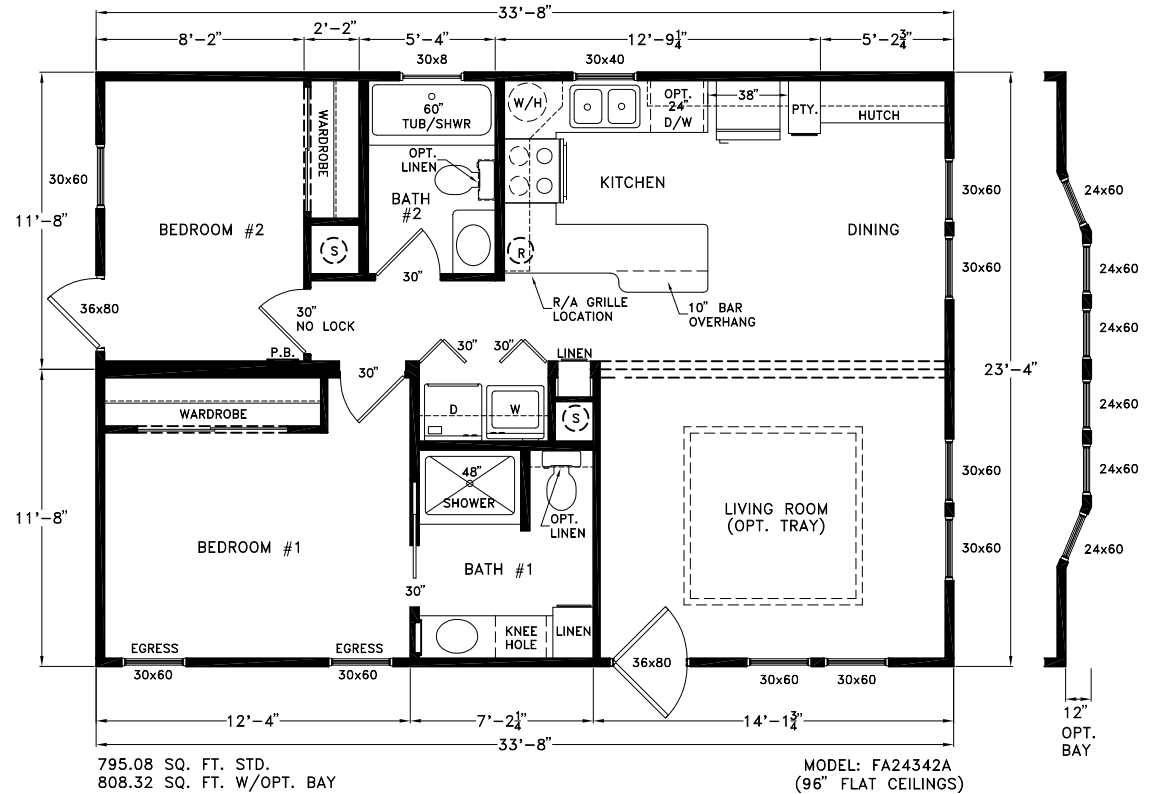 33'-8"
8'-2"
2'-2"
5'-4"
12'-9¼"
5'-2¾"
30x8
30x40
60"
TUB/SHWR
W/H
OPT.
24"
D/W
38"
PTY.
HUTCH
WARDROBE
OPT.
LINEN
KITCHEN
30x60
30x60
24x60
BATH
#2
11'-8"
BEDROOM #2
DINING
S
R
30"
30x60
24x60
36x80
30"
NO LOCK
R/A GRILLE
LOCATION
10" BAR
OVERHANG
24x60
P.B.
30"
30"
30"
LINEN
23'-4"
WARDROBE
D
W
S
24x60
48"
SHOWER
30x60
24x60
11'-8"
OPT.
LINEN
LIVING ROOM
(OPT. TRAY)
BEDROOM #1
BATH #1
30x60
24x60
30"
EGRESS
EGRESS
KNEE
HOLE
LINEN
30x60
30x60
36x80
30x60
30x60
12'-4"
7'-2¼"
14'-1¾"
12"
OPT.
BAY
33'-8"
795.08 SQ. FT. STD.
808.32 SQ. FT. W/OPT. BAY
MODEL: FA24342A
(96" FLAT CEILINGS)